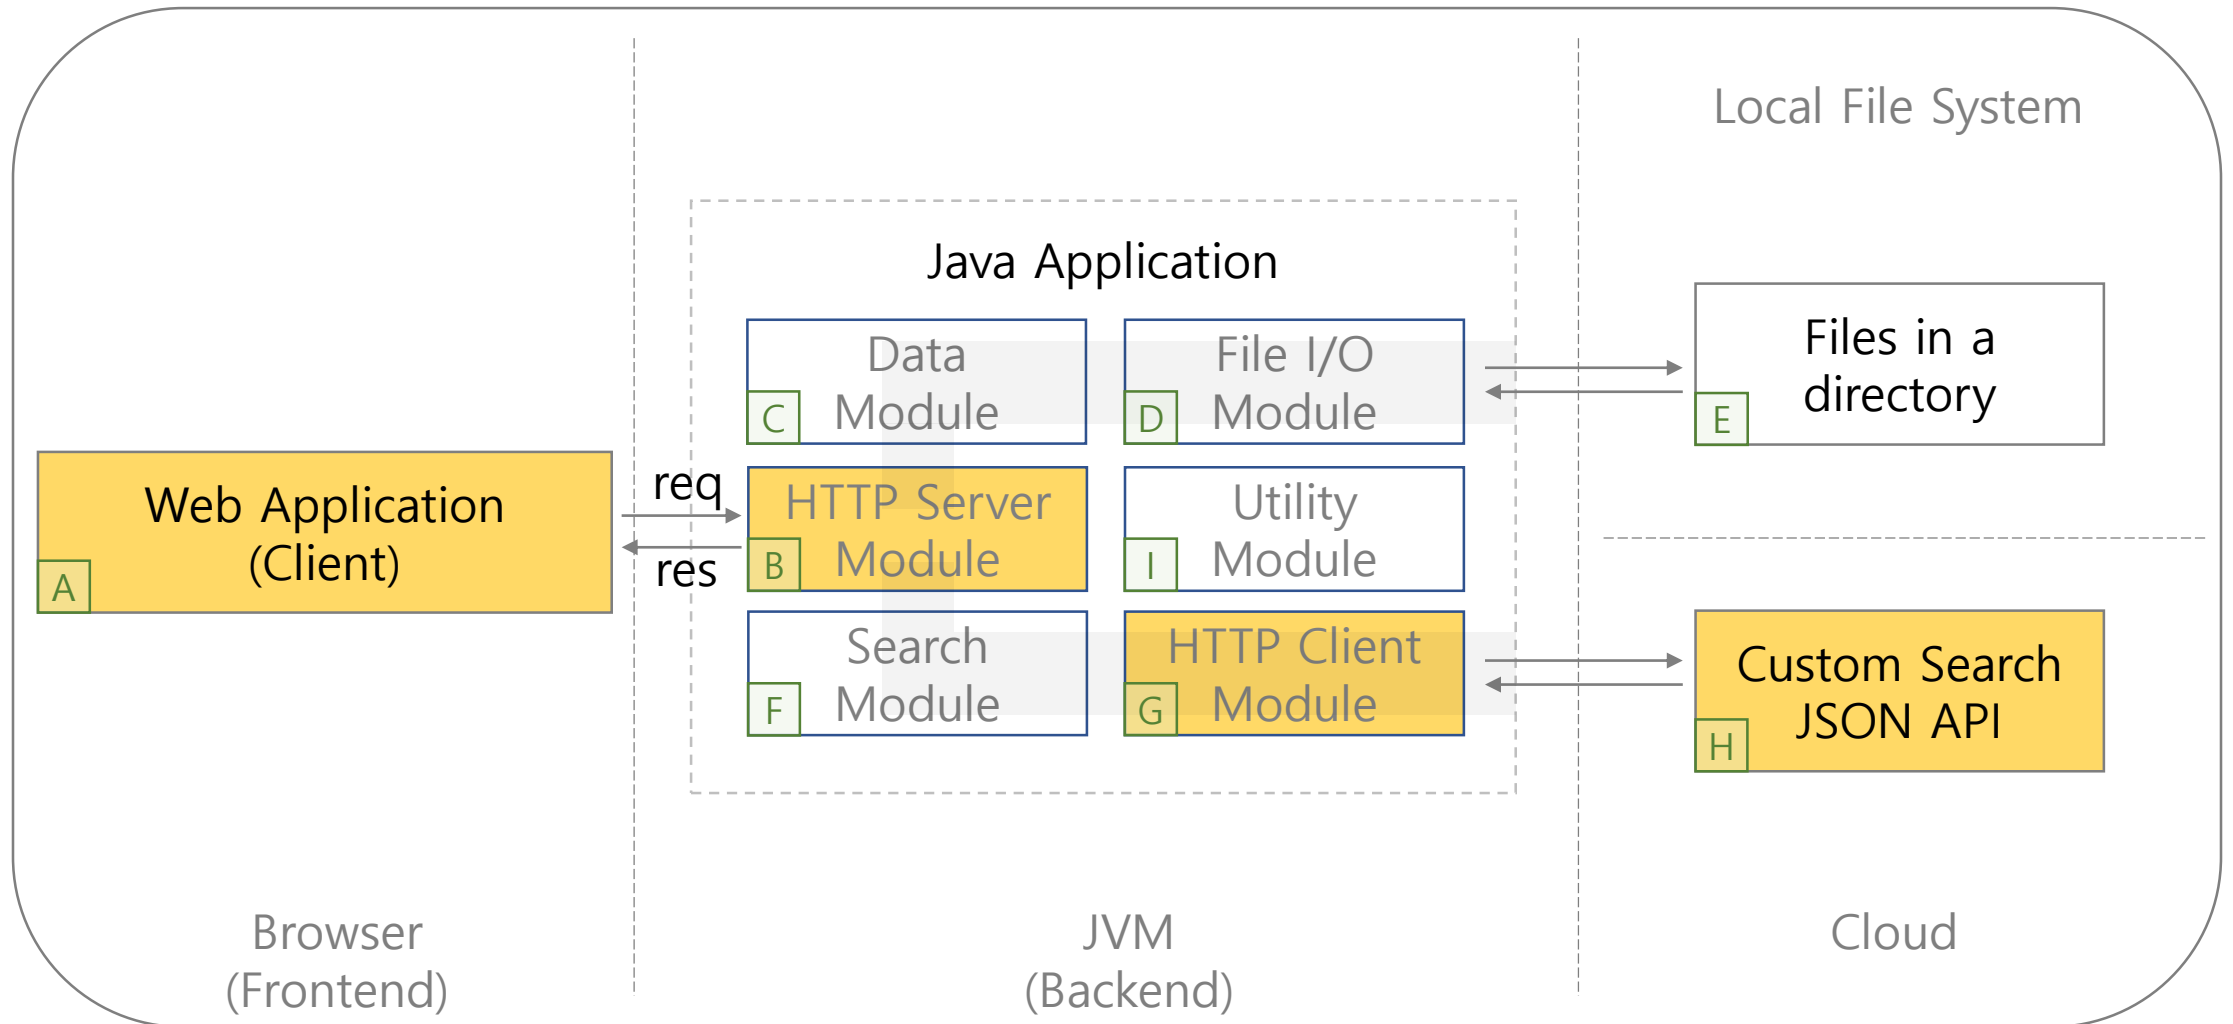 Local File System
Java Application
Data
Module
C
File I/O
Module
D
Files in a
directory
E
Web Application
(Client)
A
req
res
HTTP Server
Module
B
Utility
Module
I
Search
Module
F
HTTP Client
Module
G
Custom Search
JSON API
H
Browser
(Frontend)
JVM
(Backend)
Cloud